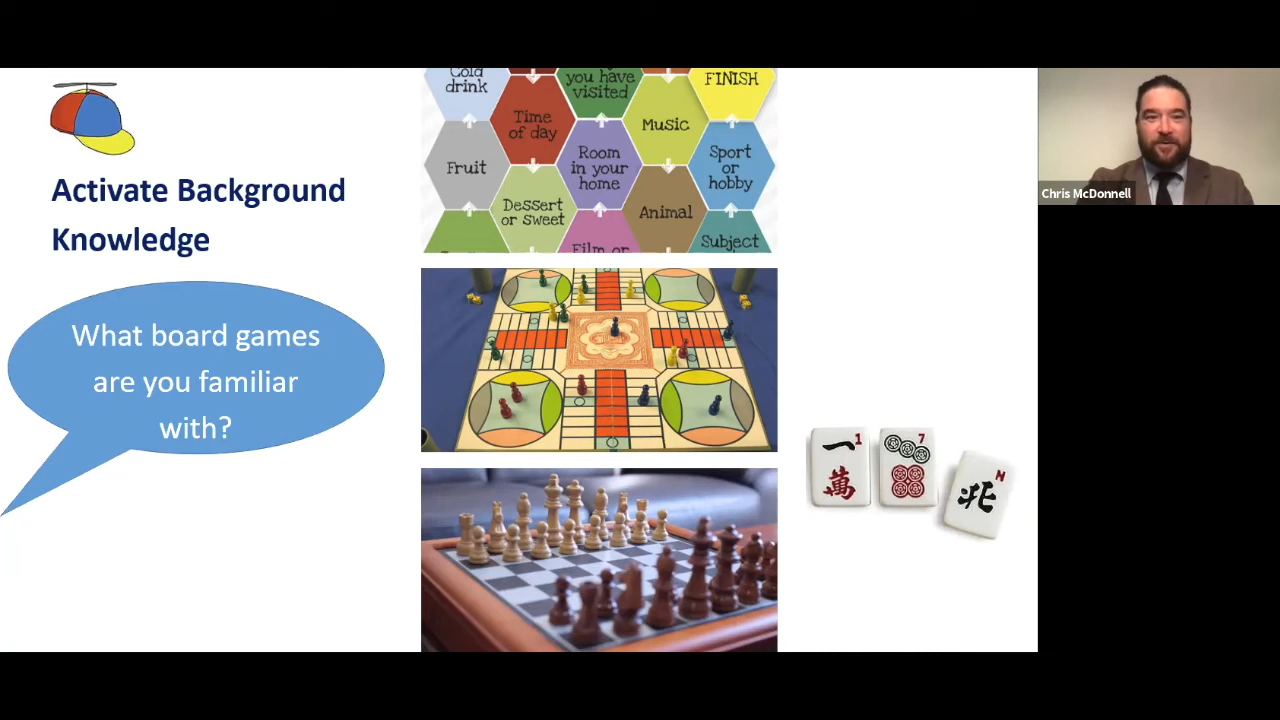 Activate Background
Knowledge
What board games
are you familiar
with?
Cold
drink
you have
visited
FINISH
Time
of day
Music
Fruit
Room
in your
home
Sport
or
hobby
Dessert
or sweet
Animal
Film or
Subject
一 1
萬
7
N
北
Chris McDonnell